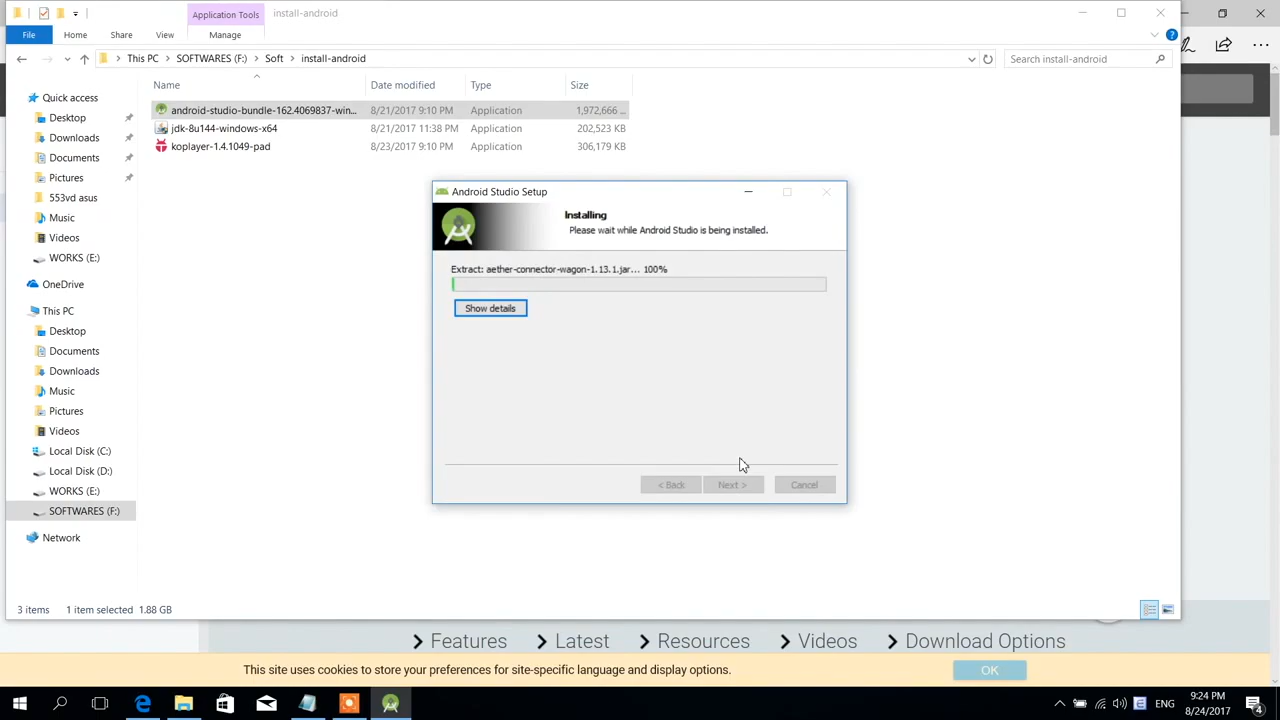 Application Tools
install-android
File
Home
Share
View
Manage
This PC
SOFTWARES (F:)
Soft
install-android
Search install-android
Name
Date modified
Type
Size
android-studio-bundle-162.4069837-win...
8/21/2017 9:10 PM
Application
1,972,666 ...
jdk-8u144-windows-x64
8/21/2017 11:38 PM
Application
202,523 KB
koplayer-1.4.1049-pad
8/23/2017 9:10 PM
Application
306,179 KB
Quick access
Desktop
Downloads
Documents
Pictures
553vd asus
Music
Videos
WORKS (E:)
OneDrive
This PC
Desktop
Documents
Downloads
Music
Pictures
Videos
Local Disk (C:)
Local Disk (D:)
WORKS (E:)
SOFTWARES (F:)
Network
Android Studio Setup
Installing
Please wait while Android Studio is being installed.
Extract: aether-connector-wagon-1.13.1.jar... 100%
Show details
< Back
Next >
Cancel
3 items
1 item selected 1.88 GB
Features
Latest
Resources
Videos
Download Options
This site uses cookies to store your preferences for site-specific language and display options.
OK
ENG
9:24 PM
8/24/2017
4